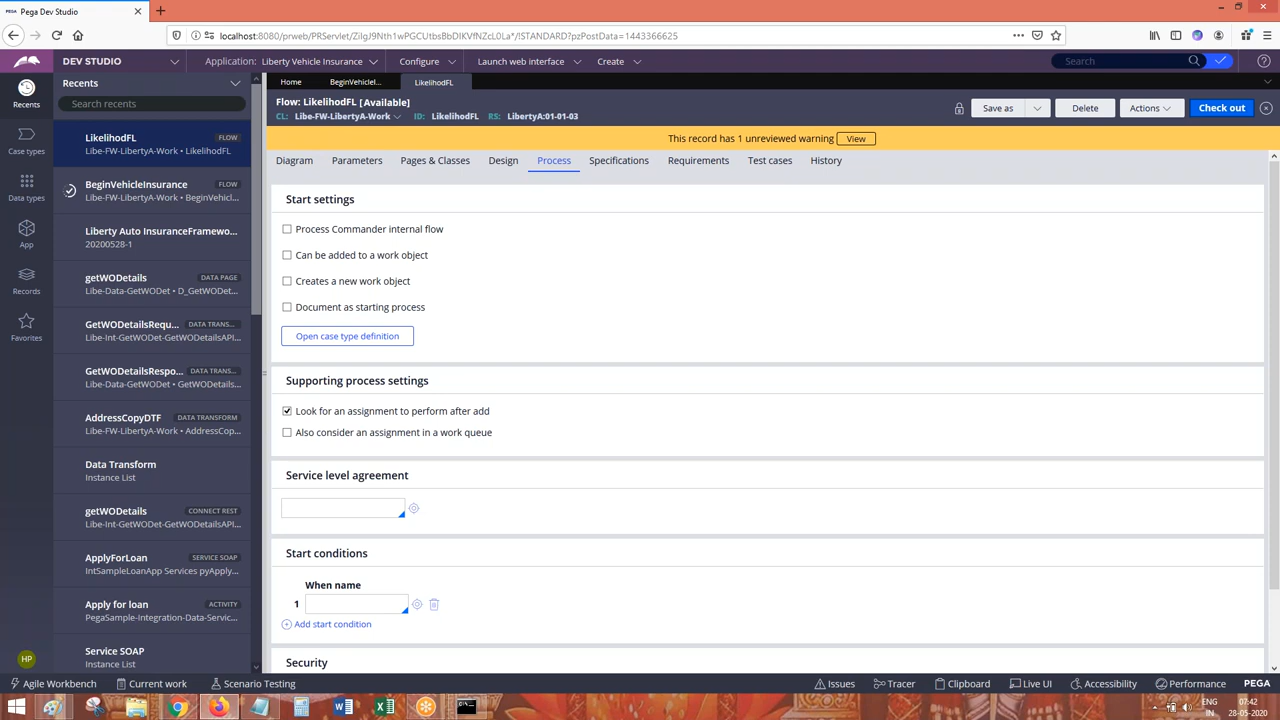 Pega Dev Studio
localhost:8080/prweb/PRServlet/ZiIgJ9Nth1wPGCUtbsBbDIKVfNZcL0La*/!STANDARD?pzPostData=1443366625
DEV STUDIO
Application: Liberty Vehicle Insurance
Configure
Launch web interface
Create
Search
Recents
Case types
Data types
App
Records
Favorites
HP
Recents
Search recents
LikelihodFL FLOW
Libe-FW-LibertyA-Work • LikelihodFL
BeginVehicleInsurance FLOW
Libe-FW-LibertyA-Work • BeginVehicl...
Liberty Auto InsuranceFramewo...
20200528-1
getWODetails DATA PAGE
Libe-Data-GetWODet • D_GetWODet...
GetWODetailsRequ... DATA TRANS...
Libe-Int-GetWODet-GetWODetailsAPI...
GetWODetailsRespo... DATA TRANS...
Libe-Data-GetWODet • GetWODetails...
AddressCopyDTF DATA TRANSFORM
Libe-FW-LibertyA-Work • AddressCop...
Data Transform
Instance List
getWODetails CONNECT REST
Libe-Int-GetWODet-GetWODetailsAPI...
ApplyForLoan SERVICE SOAP
IntSampleLoanApp Services pyApply...
Apply for loan ACTIVITY
PegaSample-Integration-Data-Servic...
Service SOAP
Instance List
Home
BeginVehicleI...
LikelihodFL
Flow: LikelihodFL [Available]
CL: Libe-FW-LibertyA-Work ID: LikelihodFL RS: LibertyA:01-01-03
Save as
Delete
Actions
Check out
This record has 1 unreviewed warning View
Diagram
Parameters
Pages & Classes
Design
Process
Specifications
Requirements
Test cases
History
Start settings
Process Commander internal flow
Can be added to a work object
Creates a new work object
Document as starting process
Open case type definition
Supporting process settings
Look for an assignment to perform after add
Also consider an assignment in a work queue
Service level agreement
Start conditions
When name
1
Add start condition
Security
Agile Workbench
Current work
Scenario Testing
Issues
Tracer
Clipboard
Live UI
Accessibility
Performance
PEGA
ENG
IN
07:42
28-05-2020